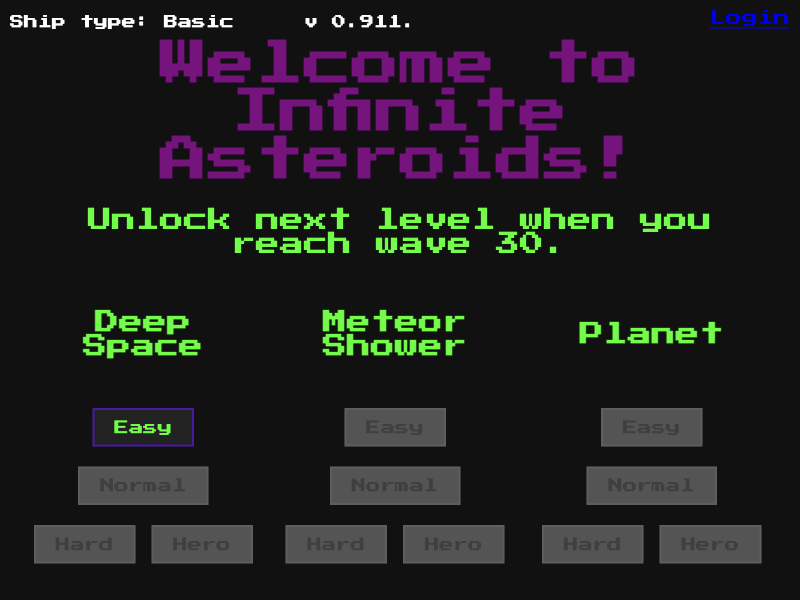 Ship type: Basic v 0.911. Login
Welcome to
Infinite
Asteroids!
Unlock next level when you
reach wave 30.
Deep
Space
Meteor
Shower
Planet
Easy Easy Easy
Normal Normal Normal
Hard Hero Hard Hero Hard Hero